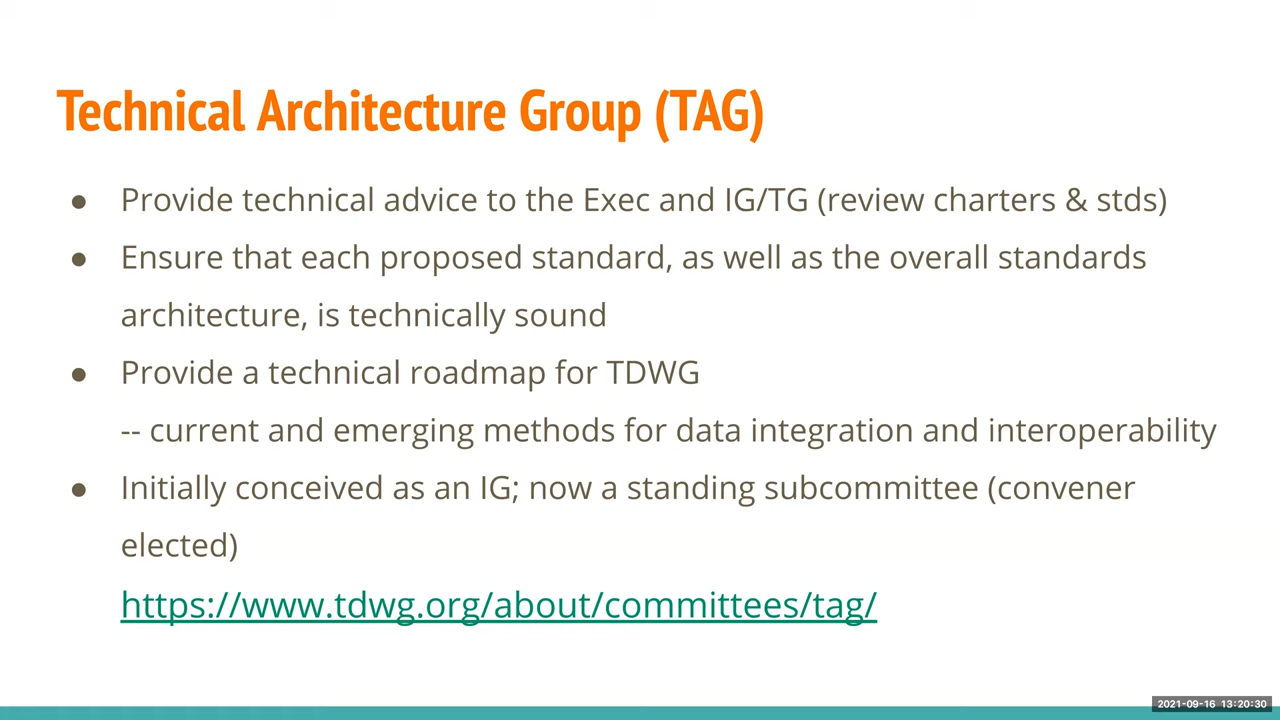 Technical Architecture Group (TAG)
● Provide technical advice to the Exec and IG/TG (review charters & stds)
● Ensure that each proposed standard, as well as the overall standards
architecture, is technically sound
● Provide a technical roadmap for TDWG
-- current and emerging methods for data integration and interoperability
● Initially conceived as an IG; now a standing subcommittee (convener
elected)
https://www.tdwg.org/about/committees/tag/
2021-09-16 13:20:30